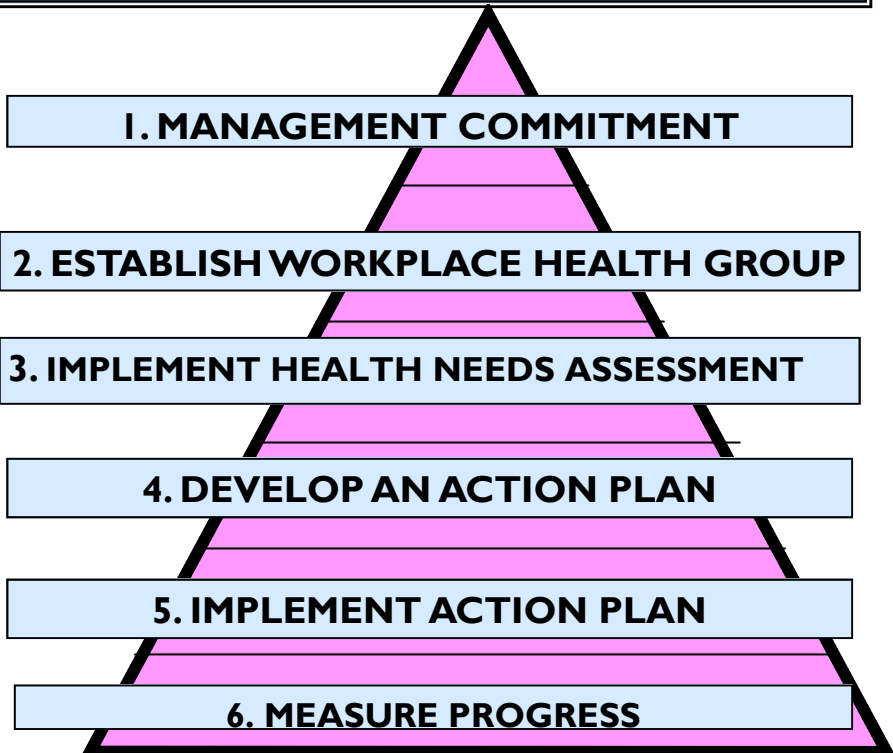 1. MANAGEMENT COMMITMENT
2. ESTABLISH WORKPLACE HEALTH GROUP
3. IMPLEMENT HEALTH NEEDS ASSESSMENT
4. DEVELOP AN ACTION PLAN
5. IMPLEMENT ACTION PLAN
6. MEASURE PROGRESS